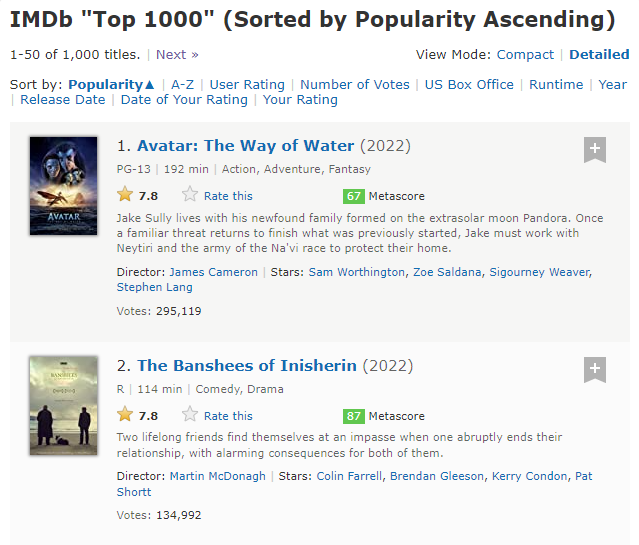 IMDb "Top 1000" (Sorted by Popularity Ascending)
1-50 of 1,000 titles. | Next »
View Mode: Compact | Detailed
Sort by: Popularity▲ | A-Z | User Rating | Number of Votes | US Box Office | Runtime | Year
| Release Date | Date of Your Rating | Your Rating
AVATAR
1. Avatar: The Way of Water (2022)
PG-13 | 192 min | Action, Adventure, Fantasy
7.8 Rate this 67 Metascore
Jake Sully lives with his newfound family formed on the extrasolar moon Pandora. Once
a familiar threat returns to finish what was previously started, Jake must work with
Neytiri and the army of the Na'vi race to protect their home.
Director: James Cameron | Stars: Sam Worthington, Zoe Saldana, Sigourney Weaver,
Stephen Lang
Votes: 295,119
BANSHEES
2. The Banshees of Inisherin (2022)
R | 114 min | Comedy, Drama
7.8 Rate this 87 Metascore
Two lifelong friends find themselves at an impasse when one abruptly ends their
relationship, with alarming consequences for both of them.
Director: Martin McDonagh | Stars: Colin Farrell, Brendan Gleeson, Kerry Condon, Pat
Shortt
Votes: 134,992